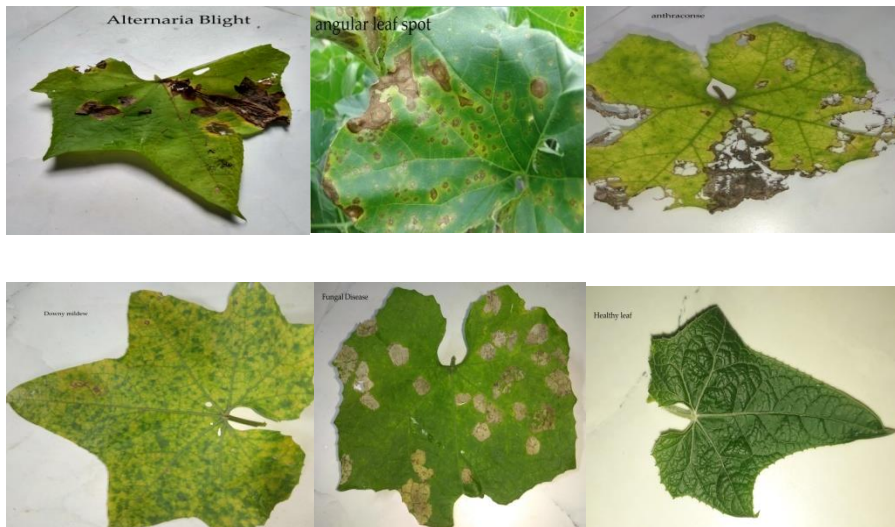 Alternaria Blight
angular leaf spot
anthraconse
Downy mildew
Fungal Disease
Healthy leaf